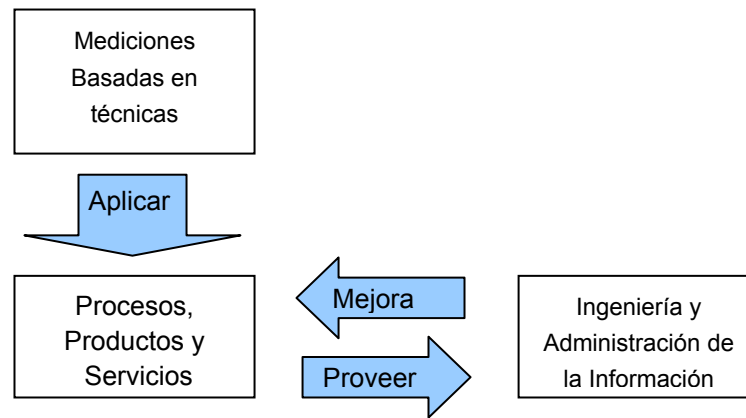 Mediciones
Basadas en
técnicas
Aplicar
Procesos,
Productos y
Servicios
Mejora
Proveer
Ingeniería y
Administración de
la Información